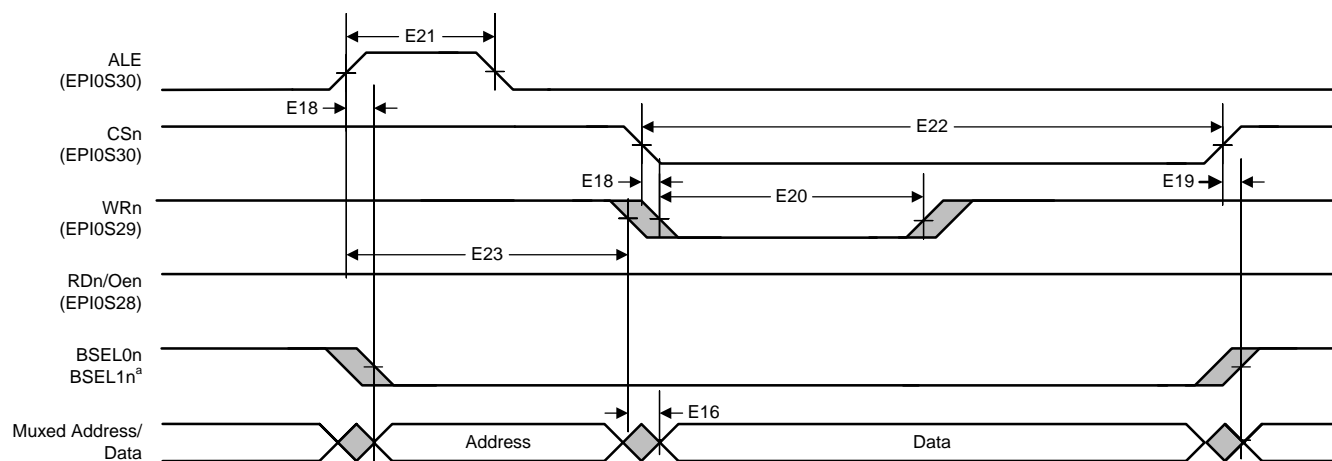 ALE
(EPI0S30)
E21
E18
CSn
(EPI0S30)
E22
E18
E20
E19
WRn
(EPI0S29)
E23
RDn/Oen
(EPI0S28)
BSEL0n
BSEL1nᵃ
E16
Muxed Address/
Data
Address
Data